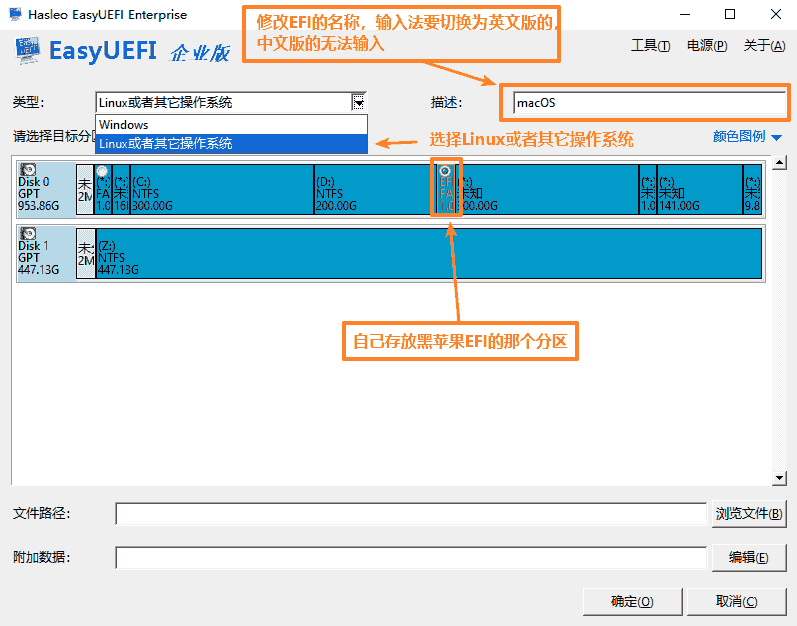 Hasleo EasyUEFI Enterprise
修改EFI的名称，输入法要切换为英文版的，
中文版的无法输入
EasyUEFI 企业版
工具(T) 电源(P) 关于(A)
类型： Linux或者其它操作系统
描述： macOS
Windows
Linux或者其它操作系统
选择Linux或者其它操作系统
请选择目标分区
颜色图例
Disk 0
GPT
953.86G
未
2M
(*:
FA
1.0
(*:
未
16
(C:)
NTFS
300.00G
(D:)
NTFS
200.00G
EF
FA
1.0
(*:)
未知
300.00G
(*:
未
1.0
(*:)
未知
141.00G
(*:)
未
9.8
Disk 1
GPT
447.13G
未
2M
(Z:)
NTFS
447.13G
自己存放黑苹果EFI的那个分区
文件路径： 浏览文件(B)
附加数据： 编辑(E)
确定(O) 取消(C)